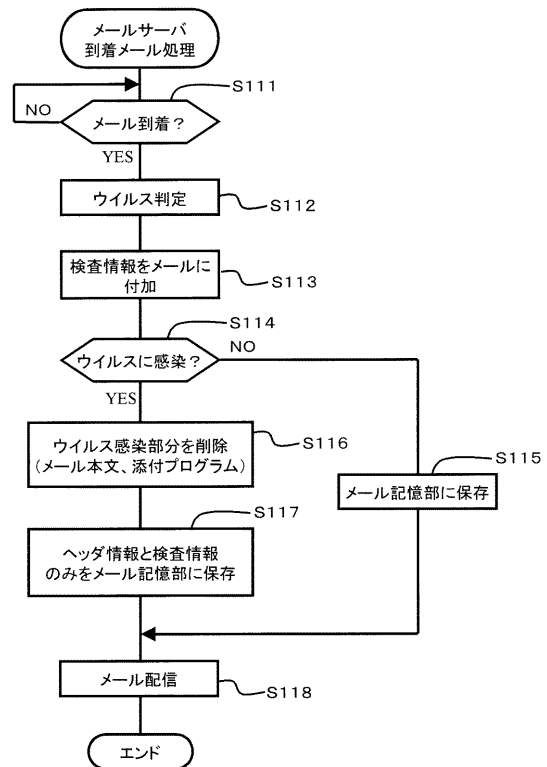 メールサーバ
到着メール処理
S111
NO
メール到着？
YES
ウイルス判定
S112
検査情報をメールに
付加
S113
S114
ウイルスに感染？
NO
YES
ウイルス感染部分を削除
（メール本文、添付プログラム）
S116
S115
メール記憶部に保存
S117
ヘッダ情報と検査情報
のみをメール記憶部に保存
メール配信
S118
エンド